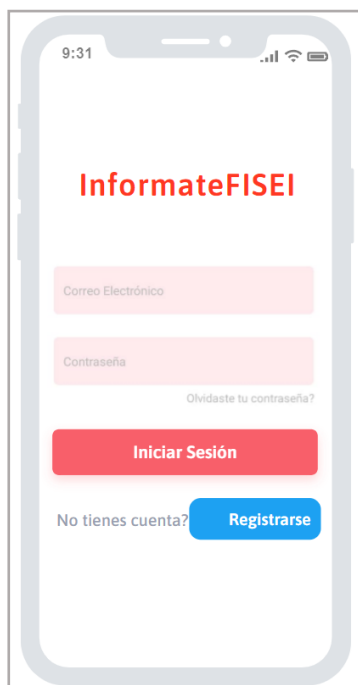 9:31
InformateFISEI
Correo Electrónico
Contraseña
Olvidaste tu contraseña?
Iniciar Sesión
No tienes cuenta? Registrarse